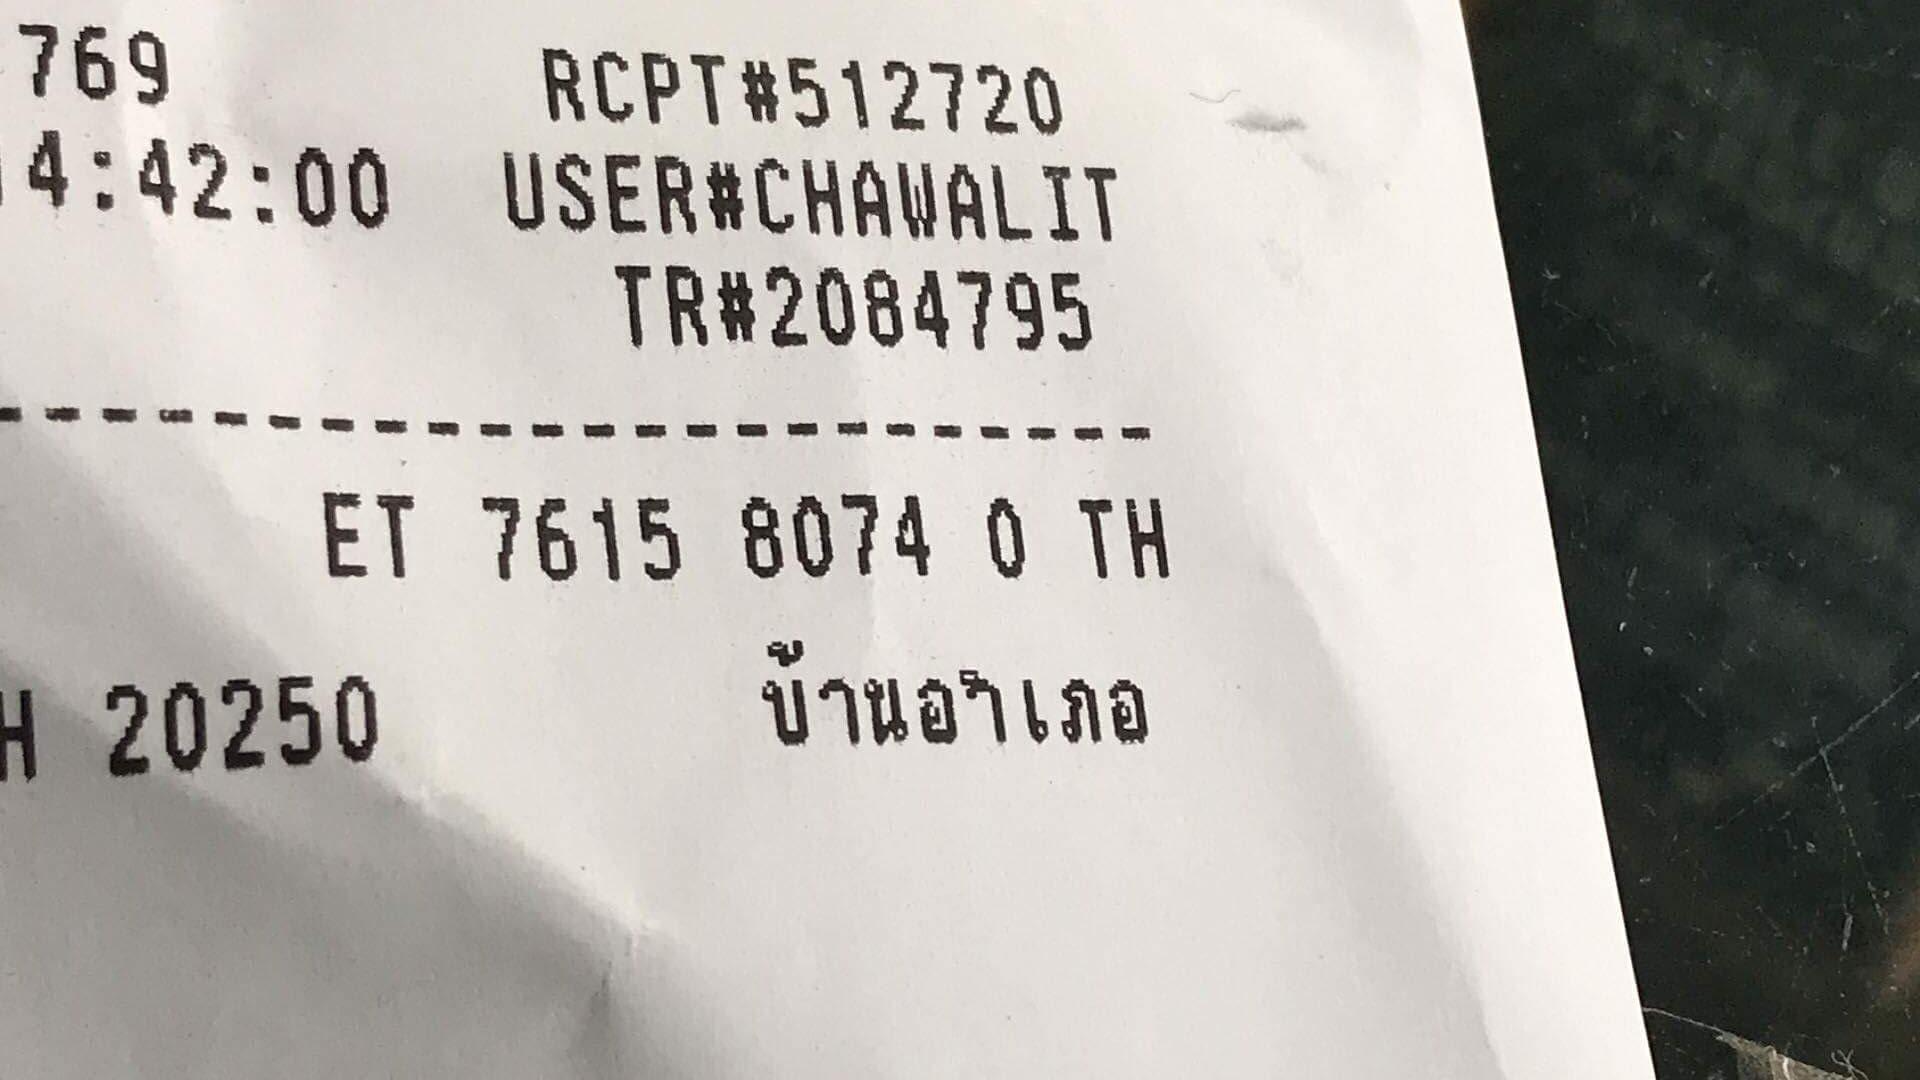 769 RCPT#512720
14:42:00 USER#CHAWALIT
TR#2084795
ET 7615 8074 0 TH
H 20250 บ้านอำเภอ